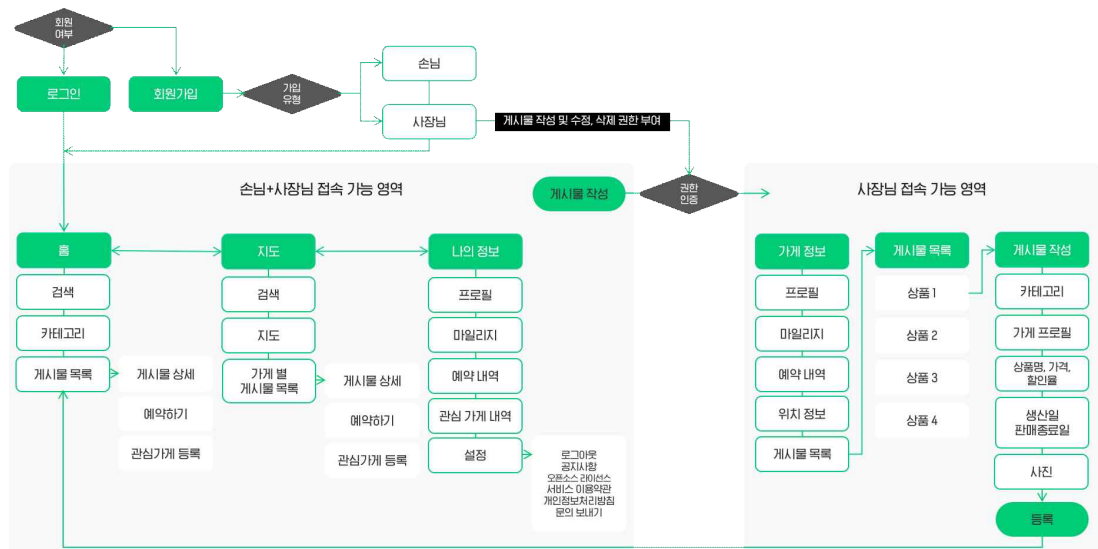 회원
여부
로그인
회원가입
가입
유형
손님
사장님
게시물 작성 및 수정, 삭제 권한 부여
손님+사장님 접속 가능 영역
게시물 작성
권한
인증
사장님 접속 가능 영역
홈
검색
카테고리
게시물 목록
게시물 상세
예약하기
관심가게 등록
지도
검색
지도
가게 별
게시물 목록
게시물 상세
예약하기
관심가게 등록
나의 정보
프로필
마일리지
예약 내역
관심 가게 내역
설정
로그아웃
공지사항
오픈소스 라이선스
서비스 이용약관
개인정보처리방침
문의 보내기
가게 정보
프로필
마일리지
예약 내역
위치 정보
게시물 목록
게시물 목록
상품 1
상품 2
상품 3
상품 4
게시물 작성
카테고리
가게 프로필
상품명, 가격,
할인율
생산일
판매종료일
사진
등록